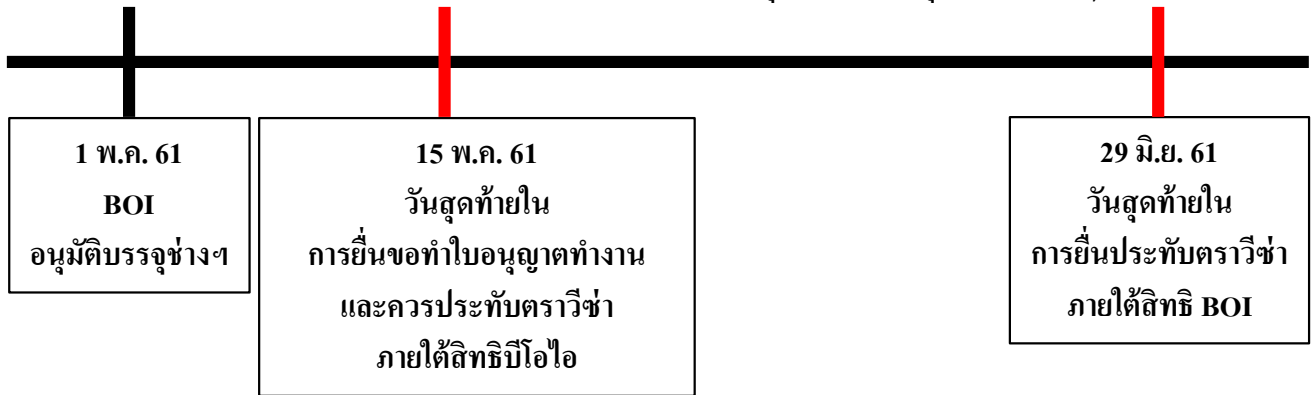 1 พ.ค. 61
BOI
อนุมัติบรรจุช่างฯ
15 พ.ค. 61
วันสุดท้ายใน
การยื่นขอทำใบอนุญาตทำงาน
และควรประทับตราวีซ่า
ภายใต้สิทธิบีโอไอ
29 มิ.ย. 61
วันสุดท้ายใน
การยื่นประทับตราวีซ่า
ภายใต้สิทธิ BOI